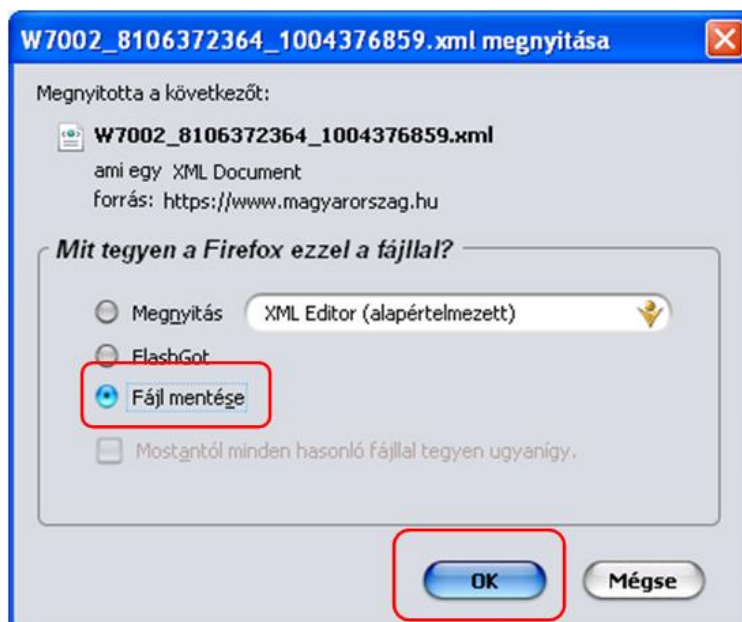 W7002_8106372364_1004376859.xml megnyitása
Megnyitotta a következőt:
W7002_8106372364_1004376859.xml
ami egy XML Document
forrás: https://www.magyarorszag.hu
Mit tegyen a Firefox ezzel a fájllal?
Megnyitás XML Editor (alapértelmezett)
FlashGot
Fájl mentése
Mostantól minden hasonló fájllal tegyen ugyanígy.
OK Mégse